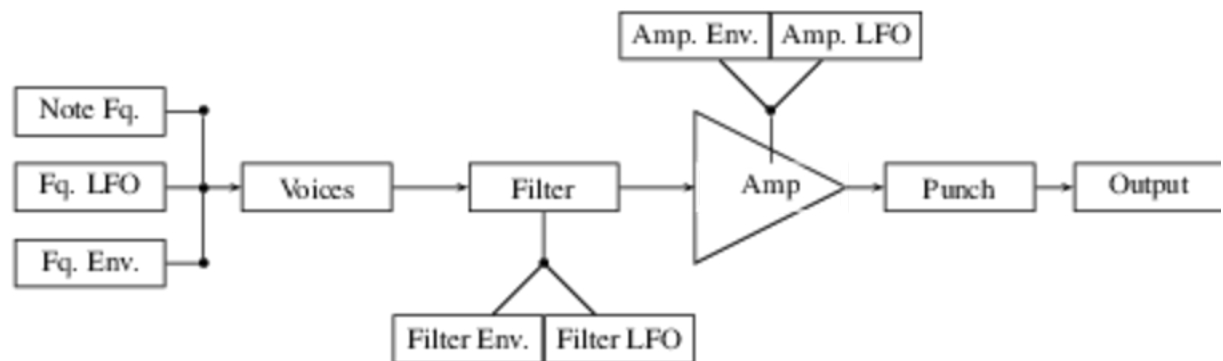 Amp. Env. Amp. LFO
Note Fq.
Fq. LFO Voices Filter Amp Punch Output
Fq. Env.
Filter Env. Filter LFO